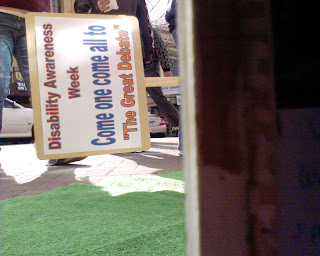 Disability Awareness
Week
Come one come all to
"The Great Debate"